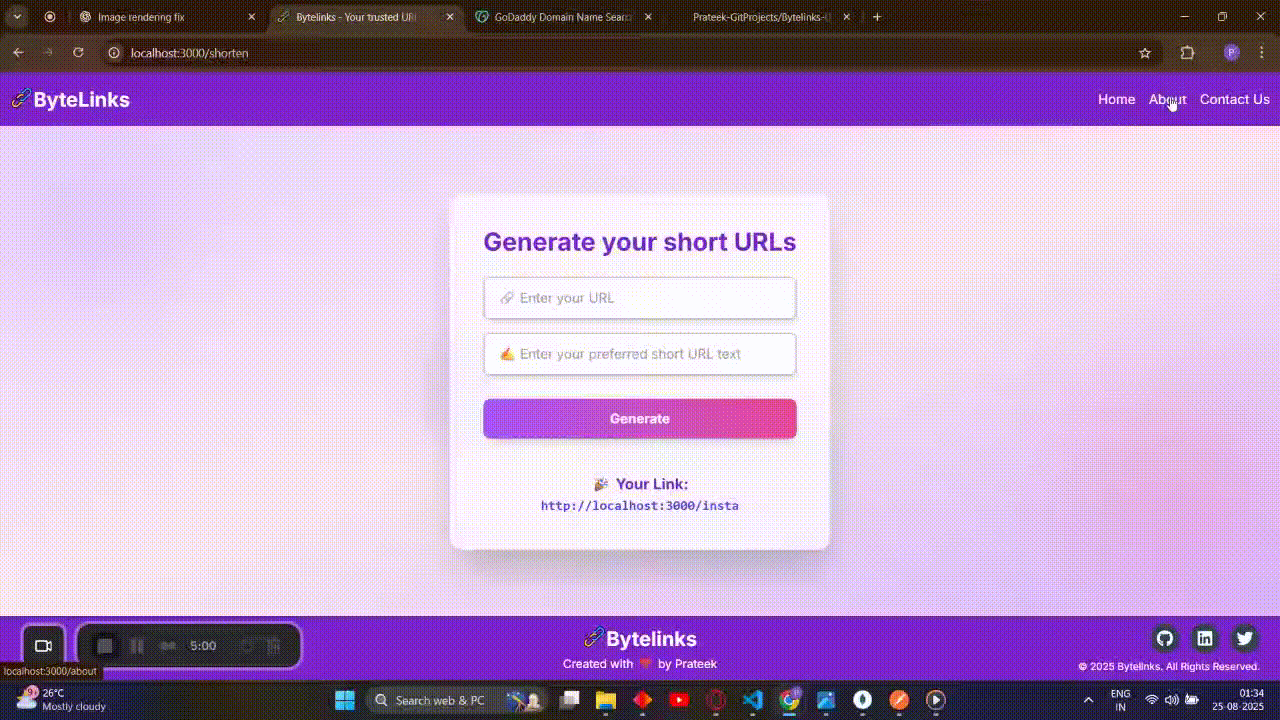 Image rendering fix
Bytelinks - Your trusted URl
GoDaddy Domain Name Searc
Prateek-GitProjects/Bytelinks-
localhost:3000/shorten
P
ByteLinks
Home
About
Contact Us
Generate your short URLs
Enter your URL
Enter your preferred short URL text
Generate
Your Link:
http://localhost:3000/insta
5:00
Bytelinks
Created with ❤️ by Prateek
© 2025 Bytelinks. All Rights Reserved.
localhost:3000/about
26°C
Mostly cloudy
Search web & PC
ENG
IN
01:34
25-08-2025